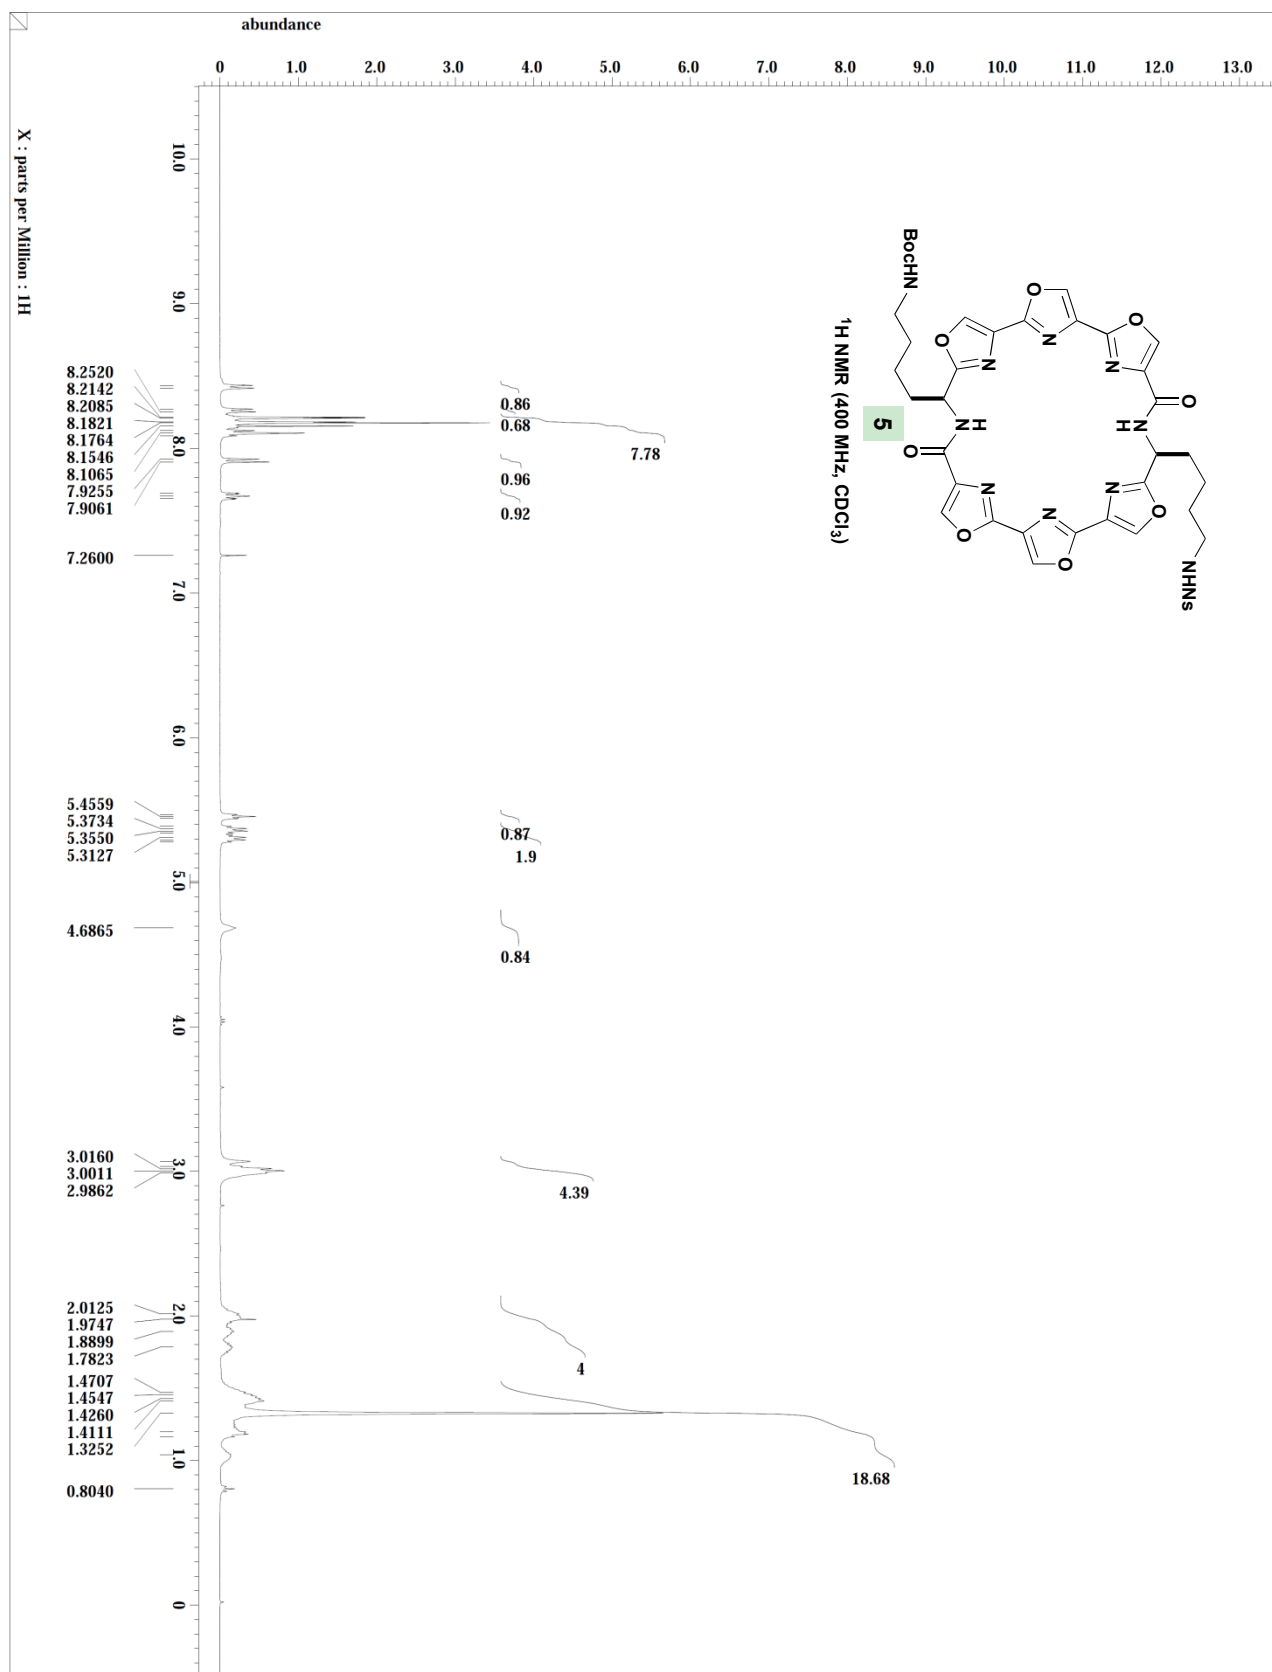 abundance
0 1.0 2.0 3.0 4.0 5.0 6.0 7.0 8.0 9.0 10.0 11.0 12.0 13.0
X : parts per Million : 1H
10.0
9.0
8.0
7.0
6.0
5.0
4.0
3.0
2.0
1.0
0
8.2520
8.2142
8.2085
8.1821
8.1764
8.1546
8.1065
7.9255
7.9061
7.2600
5.4559
5.3734
5.3550
5.3127
4.6865
3.0160
3.0011
2.9862
2.0125
1.9747
1.8899
1.7823
1.4707
1.4547
1.4260
1.4111
1.3252
0.8040
0.86
0.68
7.78
0.96
0.92
0.87
1.9
0.84
4.39
4
18.68
BocHN
O
N
O
N
O
N
O
H
N
N
H
O
N
O
N
O
N
O
NHNs
5
¹H NMR (400 MHz, CDCl₃)